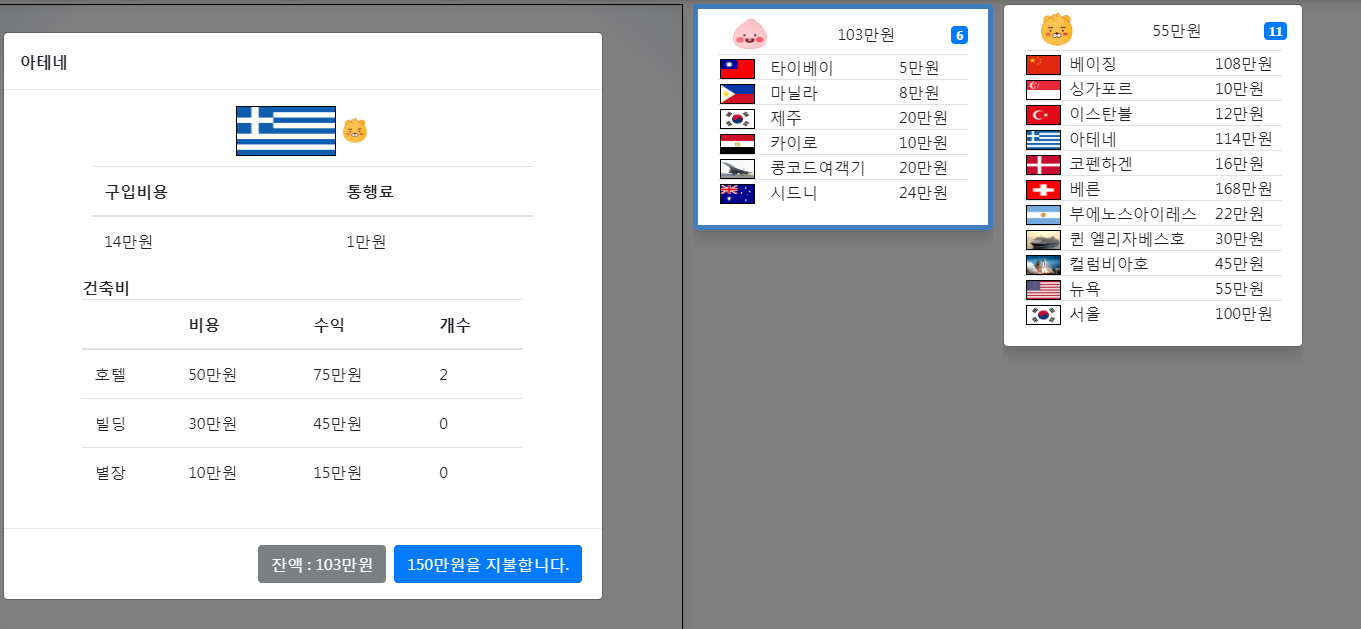 아테네
구입비용 통행료
14만원 1만원
건축비
비용 수익 개수
호텔 50만원 75만원 2
빌딩 30만원 45만원 0
별장 10만원 15만원 0
잔액 : 103만원 150만원을 지불합니다.
103만원 6
타이베이 5만원
마닐라 8만원
제주 20만원
카이로 10만원
콩코드여객기 20만원
시드니 24만원
55만원 11
베이징 108만원
싱가포르 10만원
이스탄불 12만원
아테네 114만원
코펜하겐 16만원
베른 168만원
부에노스아이레스 22만원
퀸 엘리자베스호 30만원
컬럼비아호 45만원
뉴욕 55만원
서울 100만원